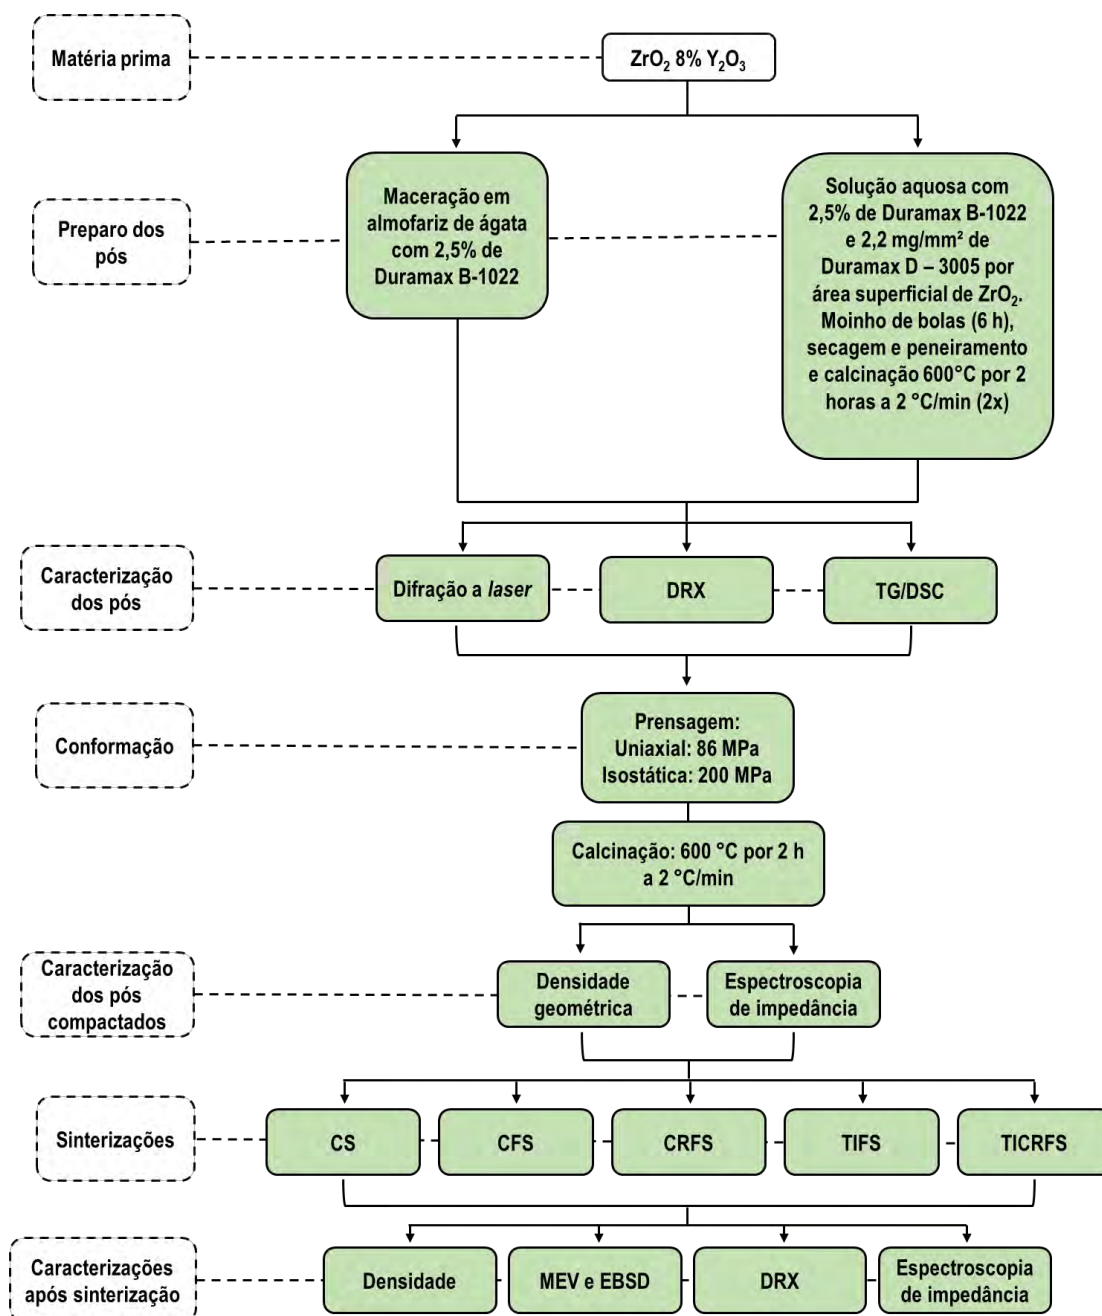 Matéria prima
ZrO₂ 8% Y₂O₃
Preparo dos
pós
Maceração em
almofariz de ágata
com 2,5% de
Duramax B-1022
Solução aquosa com
2,5% de Duramax B-1022
e 2,2 mg/mm² de
Duramax D – 3005 por
área superficial de ZrO₂.
Moinho de bolas (6 h),
secagem e peneiramento
e calcinação 600°C por 2
horas a 2 °C/min (2x)
Caracterização
dos pós
Difração a laser
DRX
TG/DSC
Conformação
Prensagem:
Uniaxial: 86 MPa
Isostática: 200 MPa
Calcinação: 600 °C por 2 h
a 2 °C/min
Caracterização
dos pós
compactados
Densidade
geométrica
Espectroscopia
de impedância
Sinterizações
CS
CFS
CRFS
TIFS
TICRFS
Caracterizações
após sinterização
Densidade
MEV e EBSD
DRX
Espectroscopia
de impedância